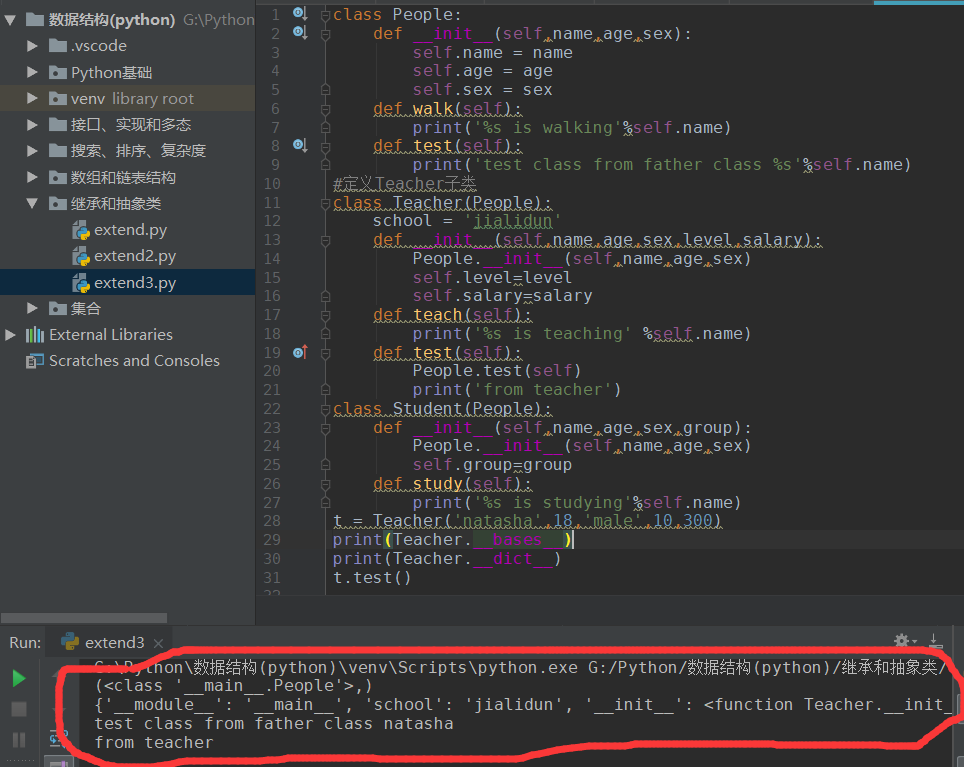 数据结构(python) G:\Python
.vscode
Python基础
venv library root
接口、实现和多态
搜索、排序、复杂度
数组和链表结构
继承和抽象类
extend.py
extend2.py
extend3.py
集合
External Libraries
Scratches and Consoles
1 class People:
2 def __init__(self,name,age,sex):
3 self.name = name
4 self.age = age
5 self.sex = sex
6 def walk(self):
7 print('%s is walking'%self.name)
8 def test(self):
9 print('test class from father class %s'%self.name)
10 #定义Teacher子类
11 class Teacher(People):
12 school = 'jialidun'
13 def __init__(self,name,age,sex,level,salary):
14 People.__init__(self,name,age,sex)
15 self.level=level
16 self.salary=salary
17 def teach(self):
18 print('%s is teaching' %self.name)
19 def test(self):
20 People.test(self)
21 print('from teacher')
22 class Student(People):
23 def __init__(self,name,age,sex,group):
24 People.__init__(self,name,age,sex)
25 self.group=group
26 def study(self):
27 print('%s is studying'%self.name)
28 t = Teacher('natasha',18,'male',10,300)
29 print(Teacher.__bases__)
30 print(Teacher.__dict__)
31 t.test()
Run: extend3
G:\Python\数据结构(python)\venv\Scripts\python.exe G:/Python/数据结构(python)/继承和抽象类/
(<class '__main__.People'>,)
{'__module__': '__main__', 'school': 'jialidun', '__init__': <function Teacher.__init_
test class from father class natasha
from teacher